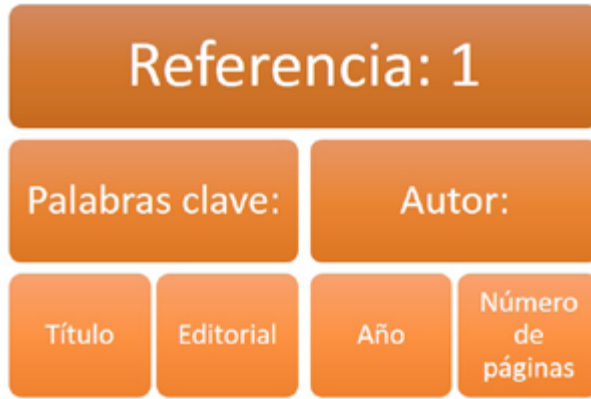 Referencia: 1
Palabras clave:
Autor:
Título
Editorial
Año
Número
de
páginas